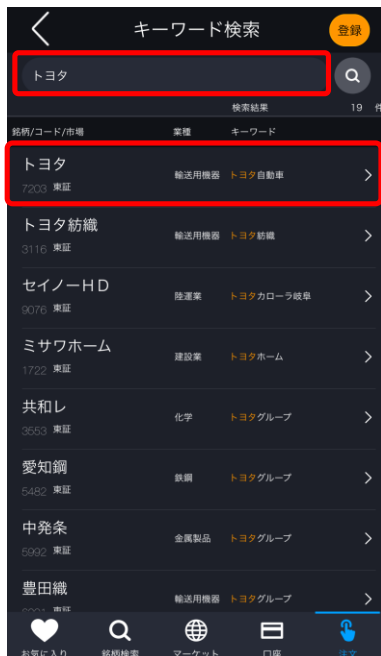 キーワード検索
登録
トヨタ
検索結果 19 件
銘柄/コード/市場 業種 キーワード
トヨタ
輸送用機器 トヨタ自動車
7203 東証
トヨタ紡織
輸送用機器 トヨタ紡織
3116 東証
セイノーHD
陸運業 トヨタカローラ岐阜
9076 東証
ミサワホーム
建設業 トヨタホーム
1722 東証
共和レ
化学 トヨタグループ
3553 東証
愛知鋼
鉄鋼 トヨタグループ
5482 東証
中発条
金属製品 トヨタグループ
5992 東証
豊田織
輸送用機器 トヨタグループ
東証
お気に入り 銘柄検索 マーケット 口座 注文